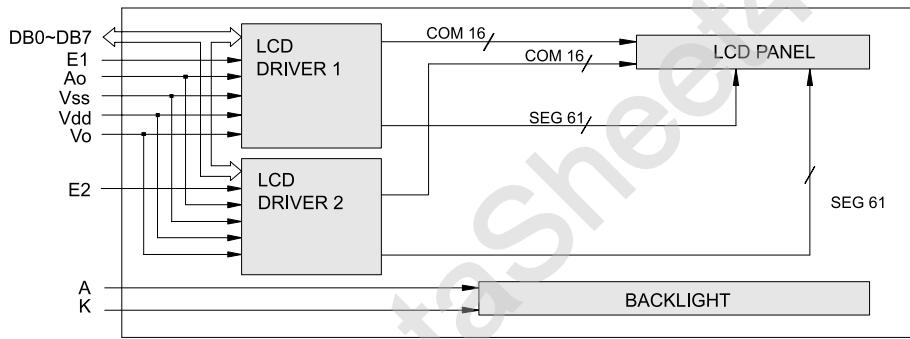 DB0~DB7
E1
Ao
Vss
Vdd
Vo
E2
A
K
LCD
DRIVER 1
LCD
DRIVER 2
COM 16
COM 16
SEG 61
LCD PANEL
SEG 61
BACKLIGHT
taSheet4